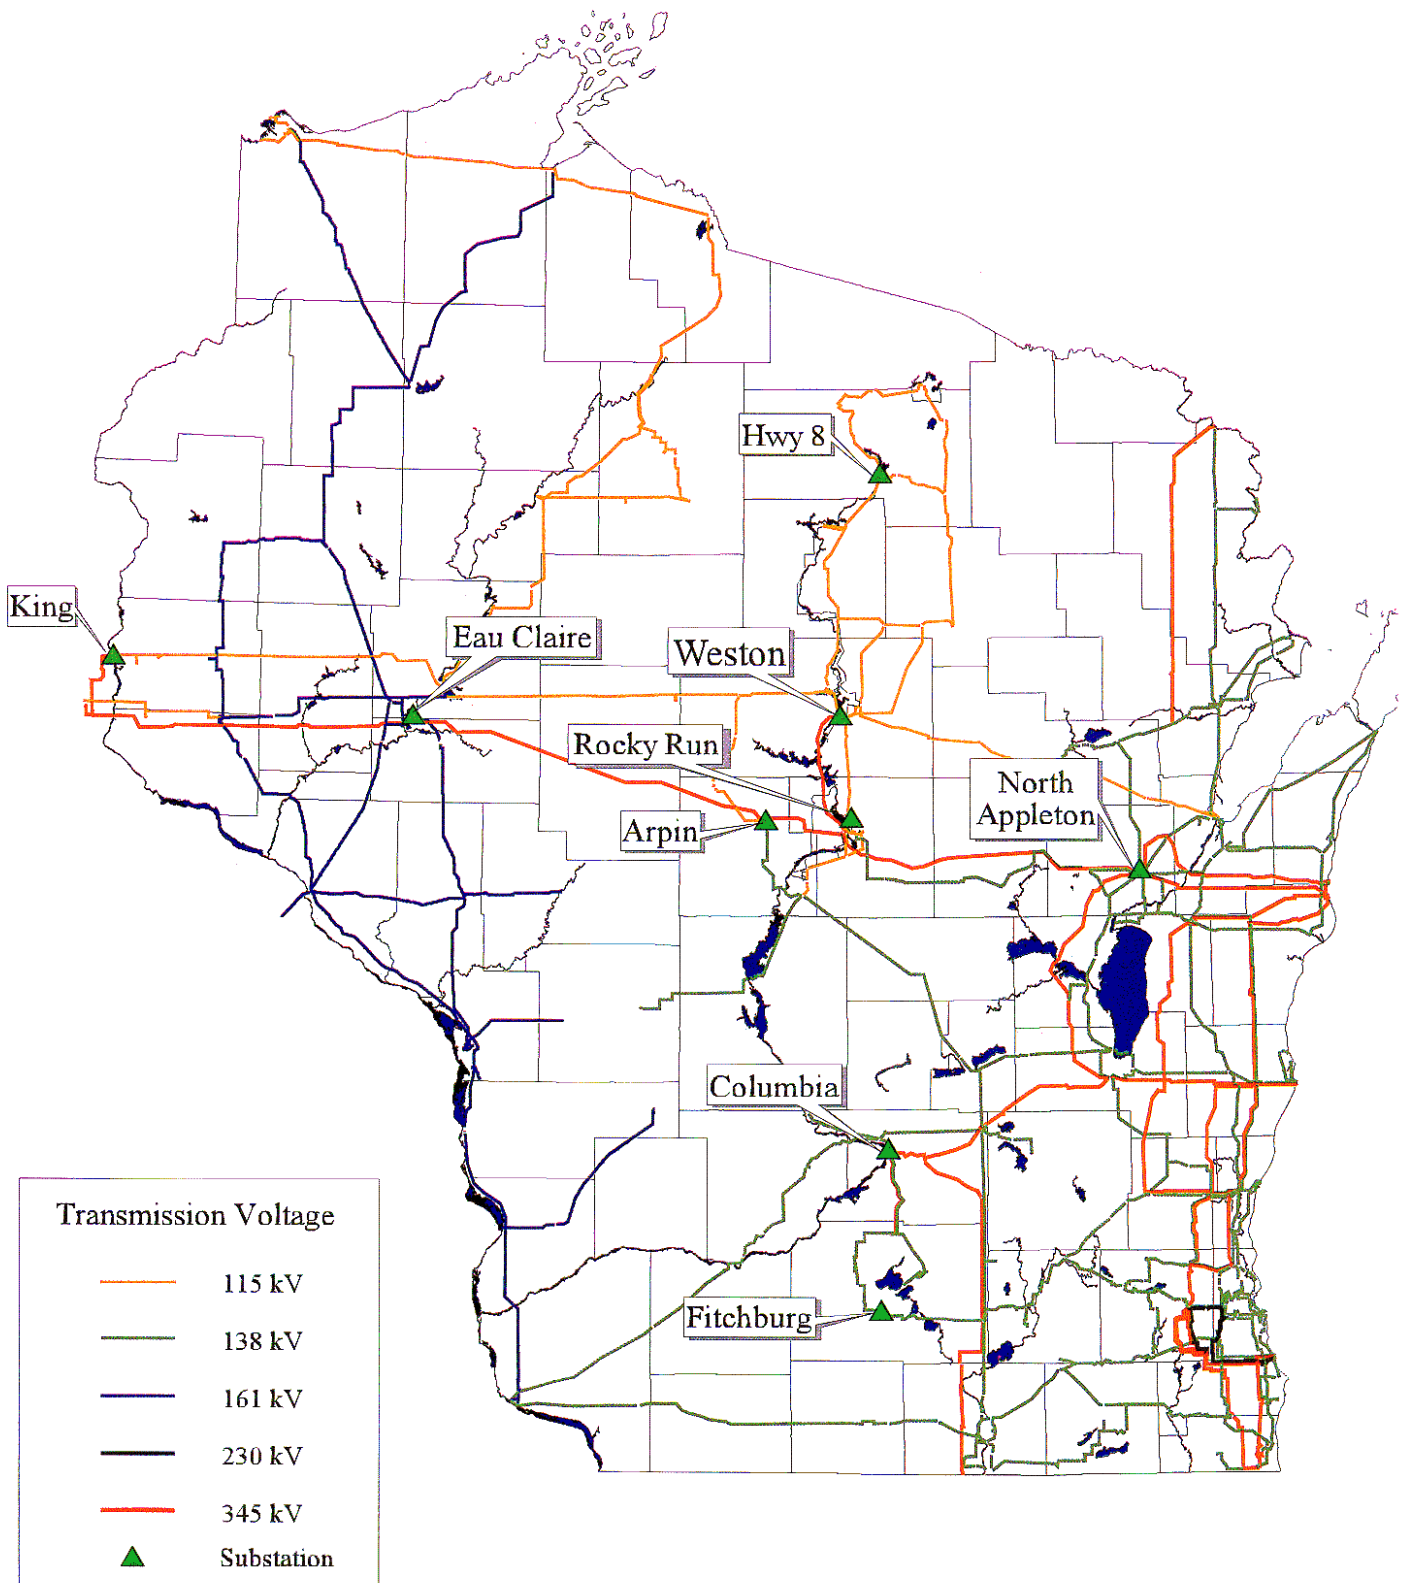 Hwy 8
King
Eau Claire
Weston
Rocky Run
North
Appleton
Arpin
Columbia
Fitchburg
Transmission Voltage
115 kV
138 kV
161 kV
230 kV
345 kV
Substation